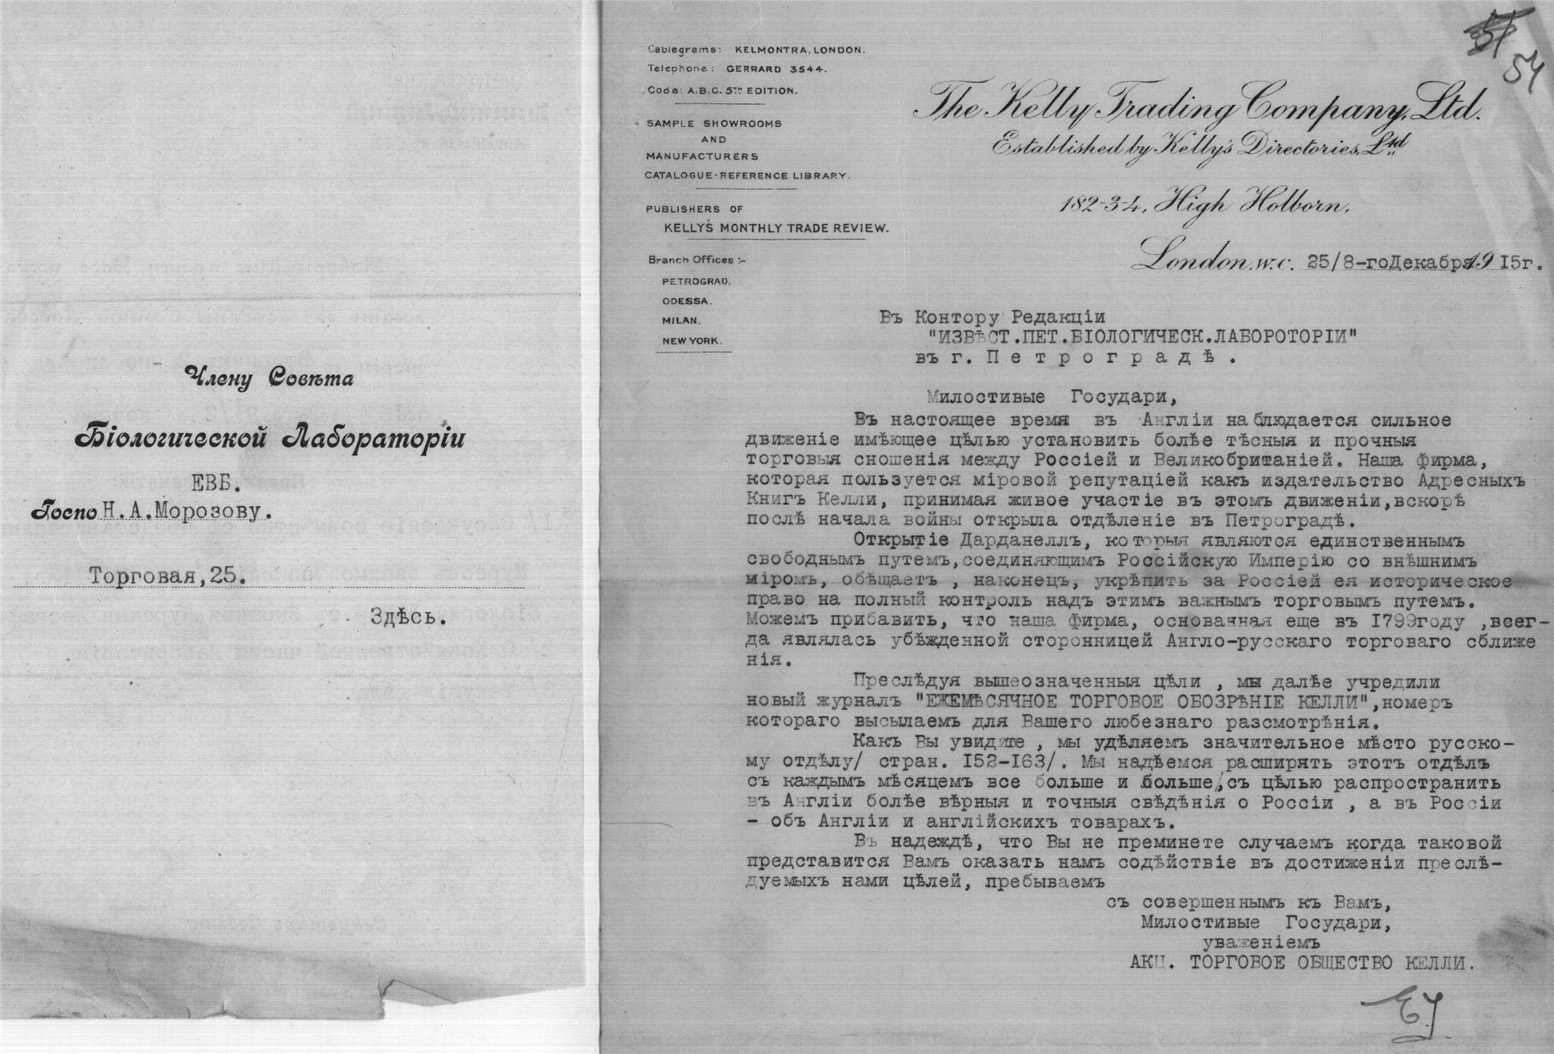 Члену Совѣта
Біологической Лабораторіи
ЕВБ.
Госпо Н.А.Морозову.
Торговая,25.
Здѣсь.
54
Cablegrams: KELMONTRA, LONDON.
Telephone: GERRARD 3544.
Code: A.B.C. 5TH EDITION.
SAMPLE SHOWROOMS
AND
MANUFACTURERS
CATALOGUE-REFERENCE LIBRARY.
PUBLISHERS OF
KELLY'S MONTHLY TRADE REVIEW.
Branch Offices :-
PETROGRAD.
ODESSA.
MILAN.
NEW YORK.
The Kelly Trading Company, Ltd.
Established by Kelly's Directories, Ltd
182-3-4, High Holborn,
London. W.C. 25/8-гоДекабря 1915г.
Въ Контору Редакціи
"ИЗВѢСТ.ПЕТ.БІОЛОГИЧЕСК.ЛАБОРОТОРІИ"
въ г. П е т р о г р а д ѣ .
Милостивые Государи,
Въ настоящее время въ Англіи наблюдается сильное
движеніе имѣющее цѣлью установить болѣе тѣсныя и прочныя
торговыя сношенія между Россіей и Великобританіей. Наша фирма,
которая пользуется міровой репутаціей какъ издательство Адресныхъ
Книгъ Келли, принимая живое участіе въ этомъ движеніи,вскорѣ
послѣ начала войны открыла отдѣленіе въ Петроградѣ.
Открытіе Дарданеллъ, которыя являются единственнымъ
свободнымъ путемъ,соединяющимъ Россійскую Имперію со внѣшнимъ
міромъ, обѣщаетъ , наконецъ, укрѣпить за Россіей ея историческое
право на полный контроль надъ этимъ важнымъ торговымъ путемъ.
Можемъ прибавить, что наша фирма, основанная еще въ 1799году ,всег-
да являлась убѣжденной сторонницей Англо-русскаго торговаго сближе
нія.
Преслѣдуя вышеозначенныя цѣли , мы далѣе учредили
новый журналъ "ЕЖЕМѢСЯЧНОЕ ТОРГОВОЕ ОБОЗРѢНІЕ КЕЛЛИ",номеръ
котораго высылаемъ для Вашего любезнаго разсмотрѣнія.
Какъ Вы увидите , мы удѣляемъ значительное мѣсто русско-
му отдѣлу/ стран. 152-163/. Мы надѣемся расширять этотъ отдѣлъ
съ каждымъ мѣсяцемъ все больше и больше, съ цѣлью распространить
въ Англіи болѣе вѣрныя и точныя свѣдѣнія о Россіи , а въ Россіи
- объ Англіи и англійскихъ товарахъ.
Въ надеждѣ, что Вы не преминете случаемъ когда таковой
представится Вамъ оказать намъ содѣйствіе въ достиженіи преслѣ-
дуемыхъ нами цѣлей, пребываемъ
съ совершеннымъ къ Вамъ,
Милостивые Государи,
уваженіемъ
АКЦ. ТОРГОВОЕ ОБЩЕСТВО КЕЛЛИ.